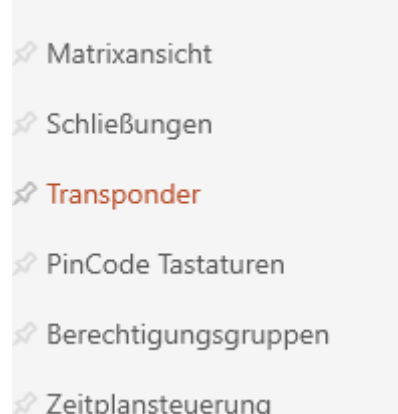 Matrixansicht
Schließungen
Transponder
PinCode Tastaturen
Berechtigungsgruppen
Zeitplansteuerung